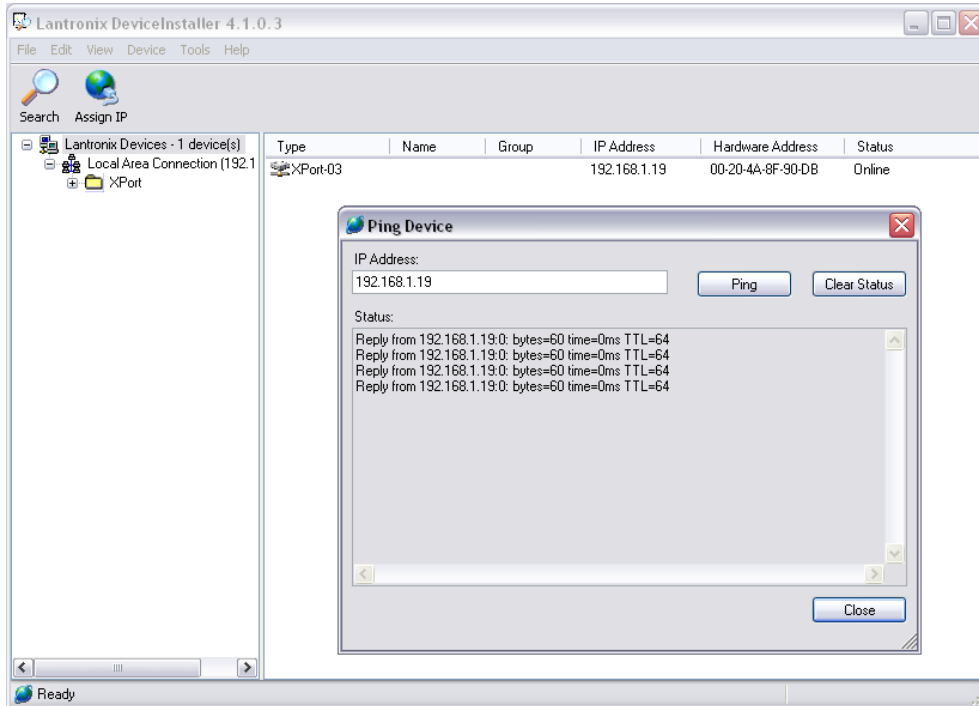 Lantronix DeviceInstaller 4.1.0.3
File Edit View Device Tools Help
Search Assign IP
Lantronix Devices - 1 device(s)
Local Area Connection (192.1
XPort
Type Name Group IP Address Hardware Address Status
XPort-03 192.168.1.19 00-20-4A-8F-90-DB Online
Ping Device
IP Address:
192.168.1.19 Ping Clear Status
Status:
Reply from 192.168.1.19:0: bytes=60 time=0ms TTL=64
Reply from 192.168.1.19:0: bytes=60 time=0ms TTL=64
Reply from 192.168.1.19:0: bytes=60 time=0ms TTL=64
Reply from 192.168.1.19:0: bytes=60 time=0ms TTL=64
Close
Ready